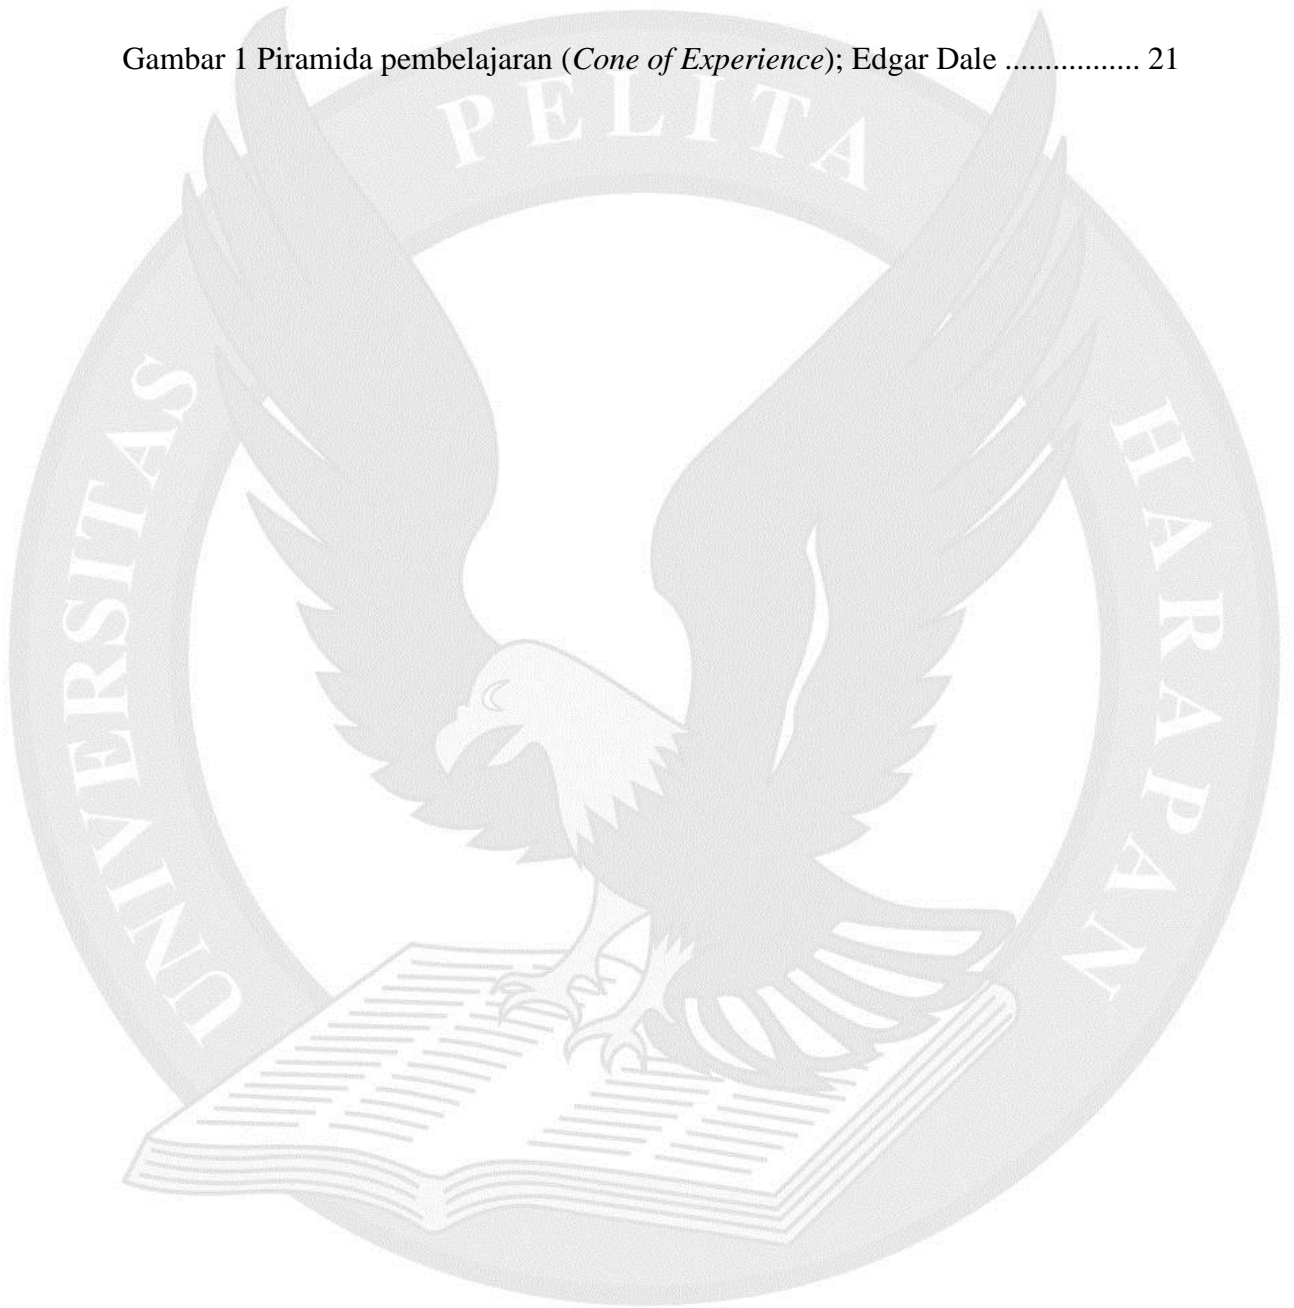 Gambar 1 Piramida pembelajaran (Cone of Experience); Edgar Dale ................ 21
UNIVERSITAS PELITA HARAPAN